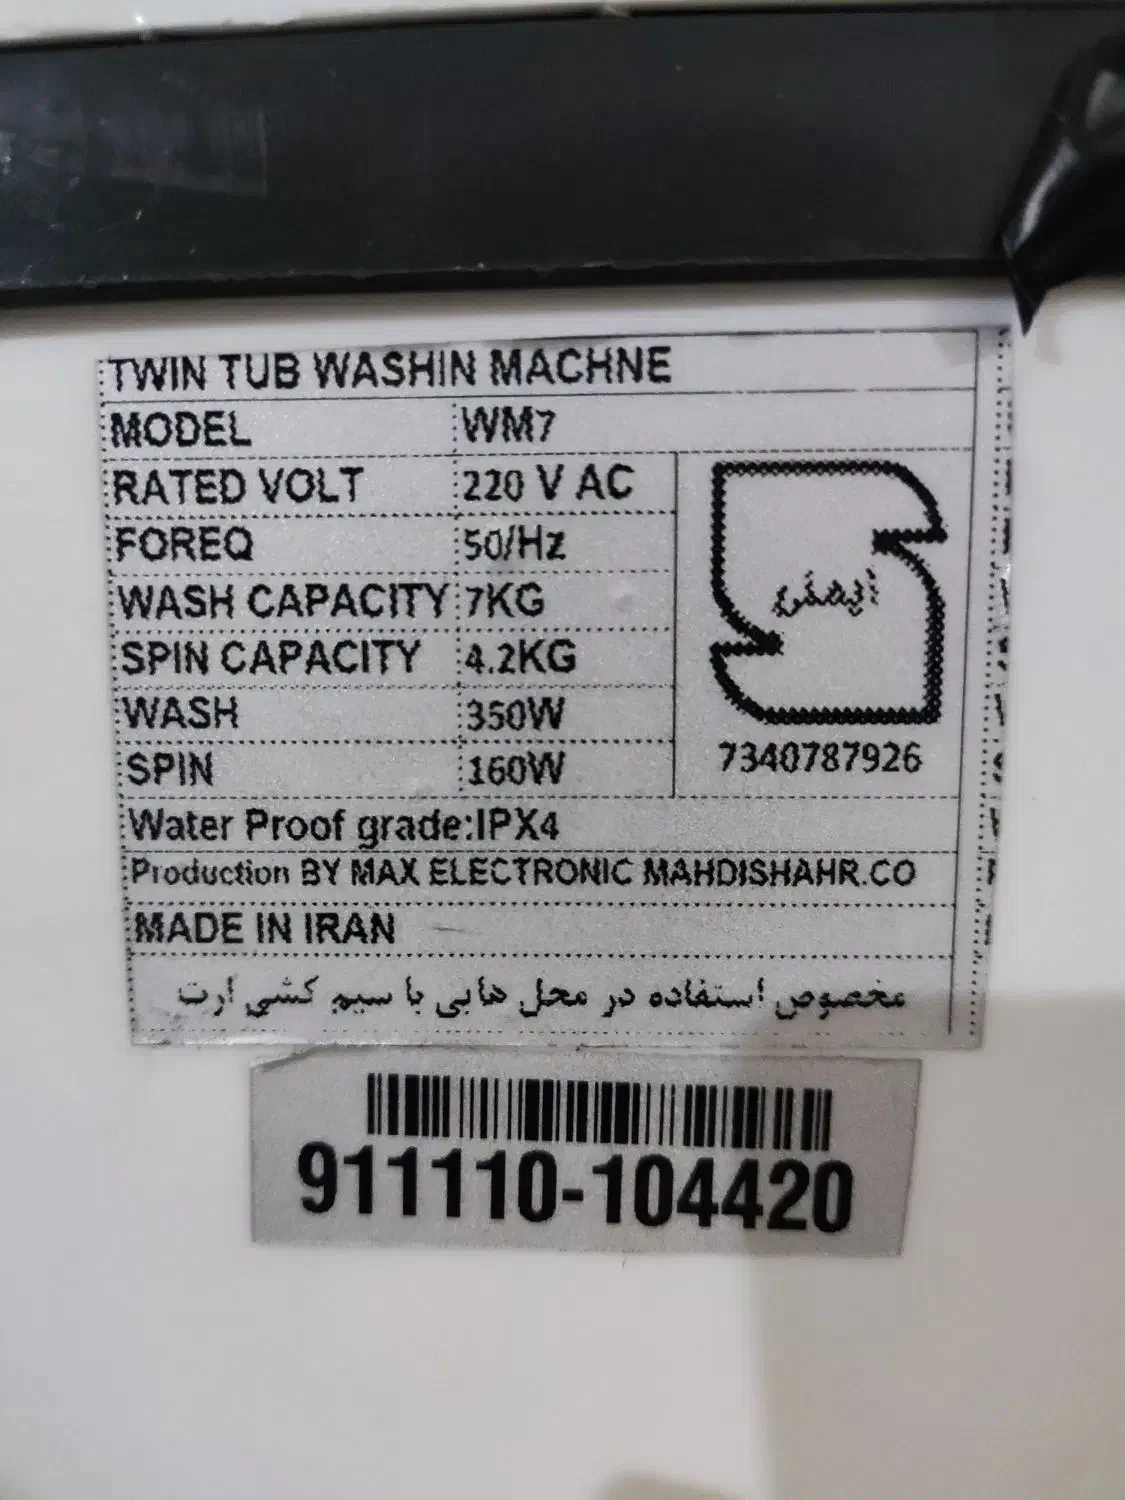 TWIN TUB WASHIN MACHNE
MODEL WM7
RATED VOLT 220 V AC
FOREQ 50/Hz
WASH CAPACITY 7KG
SPIN CAPACITY 4.2KG
WASH 350W
SPIN 160W
ایمنی
7340787926
Water Proof grade:IPX4
Production BY MAX ELECTRONIC MAHDISHAHR.CO
MADE IN IRAN
مخصوص استفاده در محل هایی با سیم کشی ارت
911110-104420